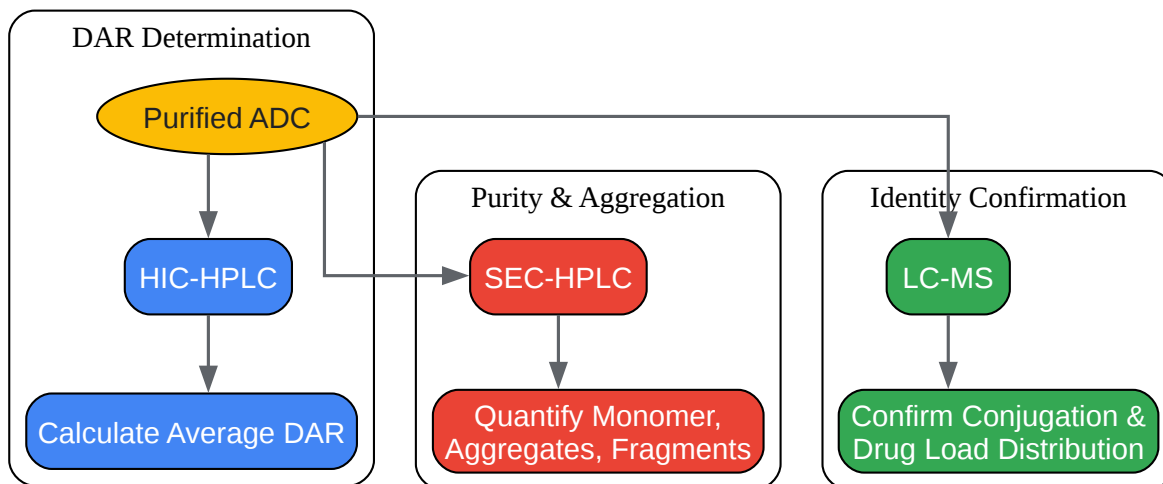 DAR Determination
Purified ADC
HIC-HPLC
Calculate Average DAR
Purity & Aggregation
SEC-HPLC
Quantify Monomer,
Aggregates, Fragments
Identity Confirmation
LC-MS
Confirm Conjugation &
Drug Load Distribution